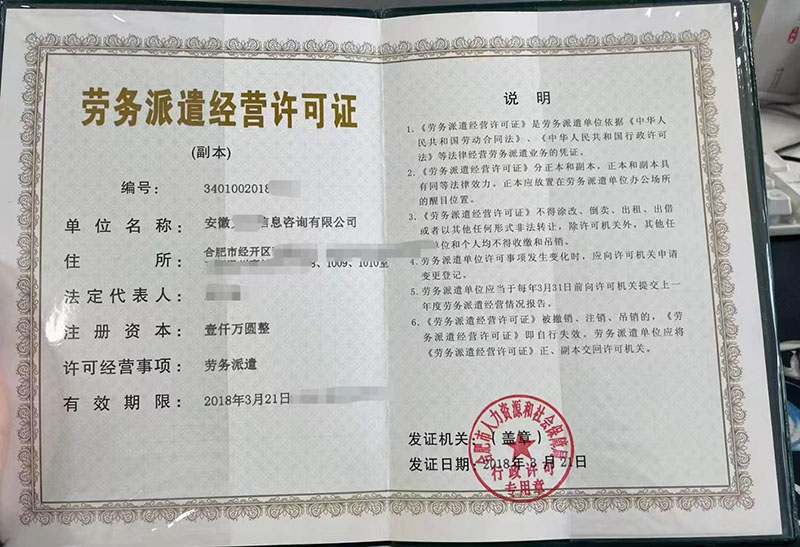 劳务派遣经营许可证
(副本)
编号： 3401002018
单位名称： 安徽 信息咨询有限公司
住所： 合肥市经开区
8、1009、1010室
法定代表人：
注册资本： 壹仟万圆整
许可经营事项： 劳务派遣
有效期限： 2018年3月21日
说明
1.《劳务派遣经营许可证》是劳务派遣单位依据《中华人
民共和国劳动合同法》、《中华人民共和国行政许可
法》等法律经营劳务派遣业务的凭证。
2.《劳务派遣经营许可证》分正本和副本，正本和副本具
有同等法律效力，正本应放置在劳务派遣单位办公场所
的醒目位置。
3.《劳务派遣经营许可证》不得涂改、倒卖、出租、出借
或者以其他任何形式非法转让，除许可机关外，其他任
单位和个人均不得收缴和吊销。
4.劳务派遣单位许可事项发生变化时，应向许可机关申请
变更登记。
5.劳务派遣单位应当于每年3月31日前向许可机关提交上一
年度劳务派遣经营情况报告。
6.《劳务派遣经营许可证》被撤销、注销、吊销的，《劳
务派遣经营许可证》即自行失效。劳务派遣单位应将
《劳务派遣经营许可证》正、副本交回许可机关。
发证机关：（盖章）
发证日期：2018年3月21日
合肥市人力资源和社会保障局
行政许可
专用章